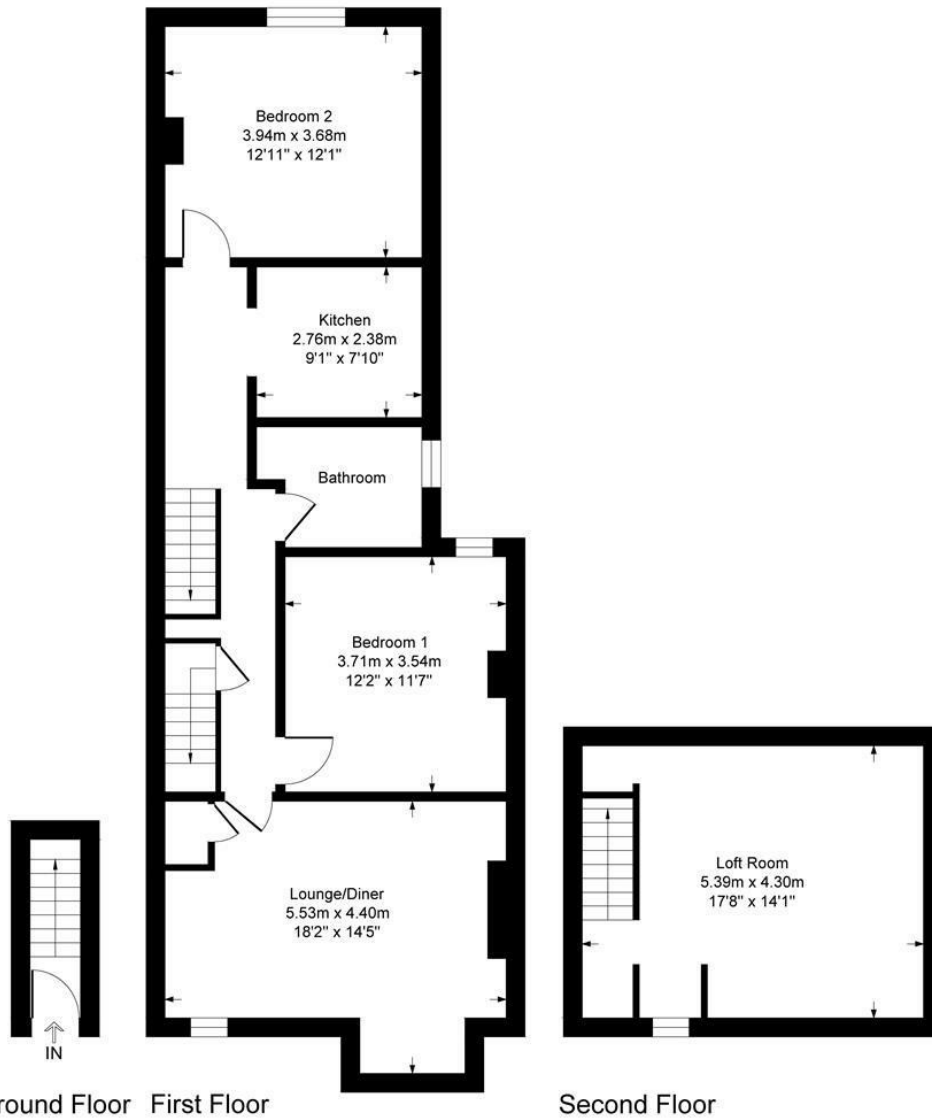 Bedroom 2
3.94m x 3.68m
12'11" x 12'1"
Kitchen
2.76m x 2.38m
9'1" x 7'10"
Bathroom
Bedroom 1
3.71m x 3.54m
12'2" x 11'7"
Lounge/Diner
5.53m x 4.40m
18'2" x 14'5"
Loft Room
5.39m x 4.30m
17'8" x 14'1"
IN
round Floor
First Floor
Second Floor